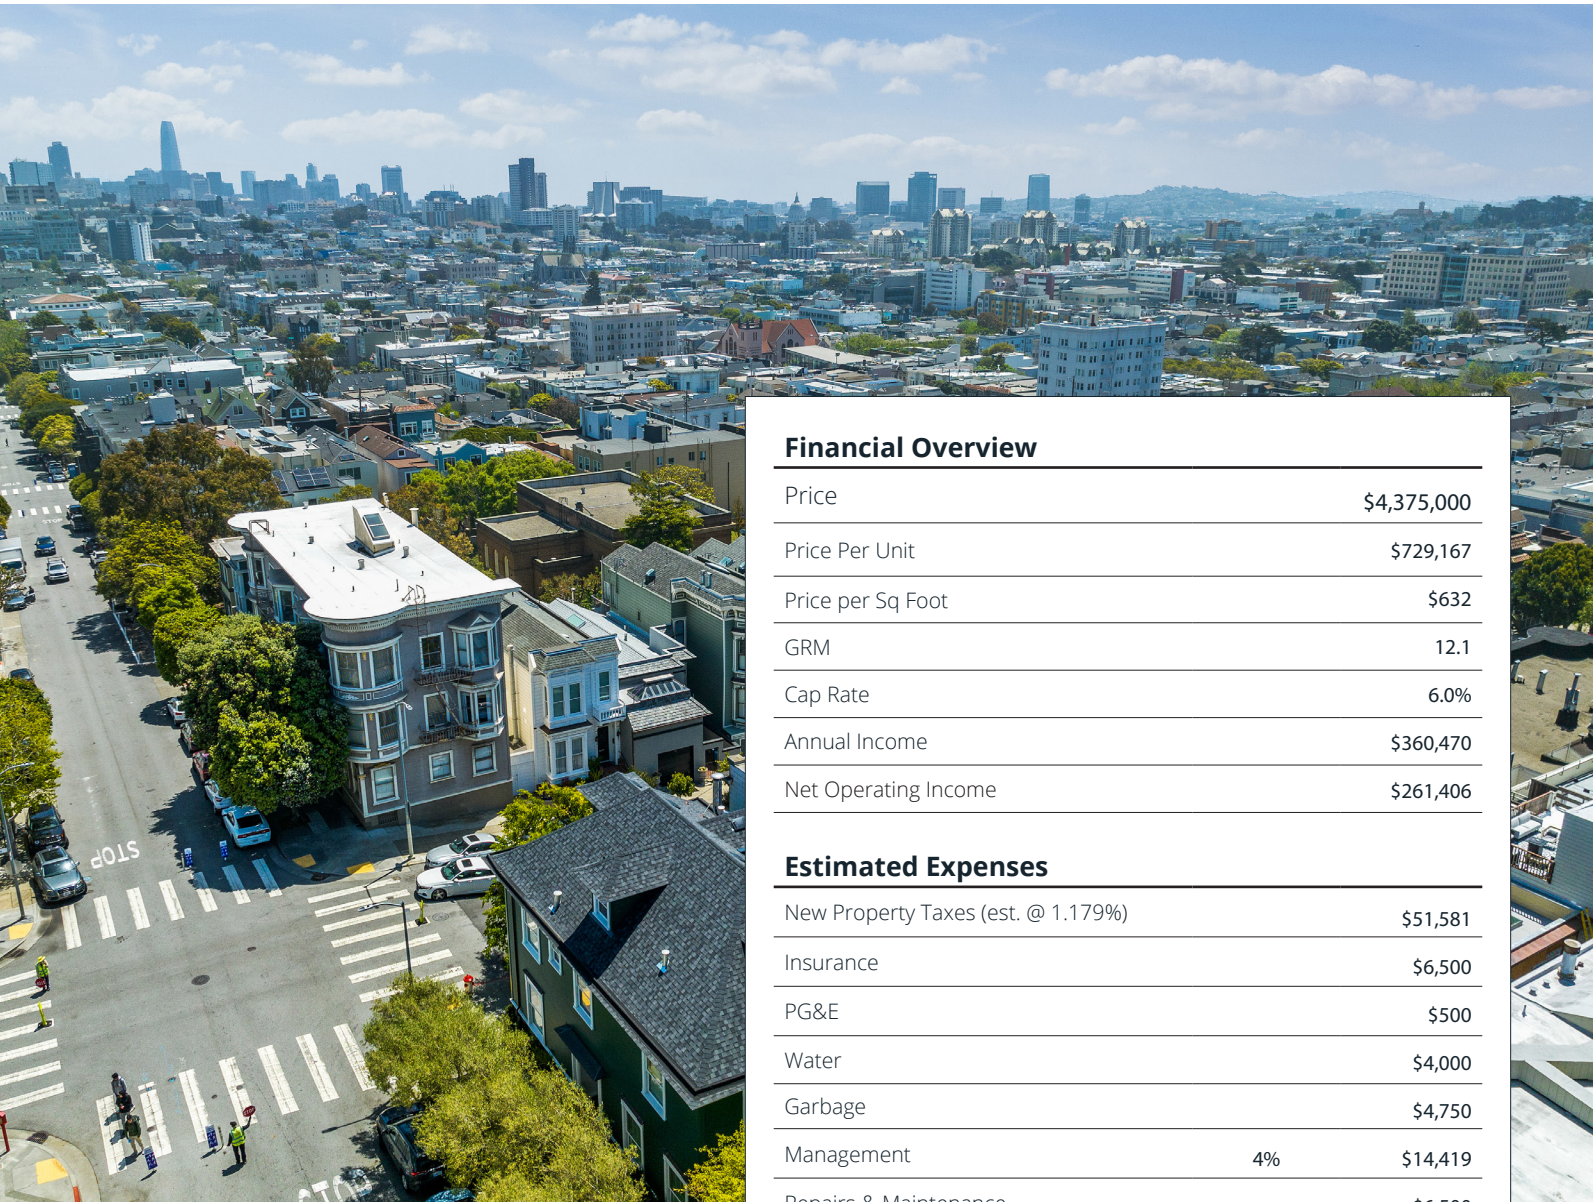 Financial Overview
Price $4,375,000
Price Per Unit $729,167
Price per Sq Foot $632
GRM 12.1
Cap Rate 6.0%
Annual Income $360,470
Net Operating Income $261,406
Estimated Expenses
New Property Taxes (est. @ 1.179%) $51,581
Insurance $6,500
PG&E $500
Water $4,000
Garbage $4,750
Management 4% $14,419
Repairs & Maintenance
STOP
STOP